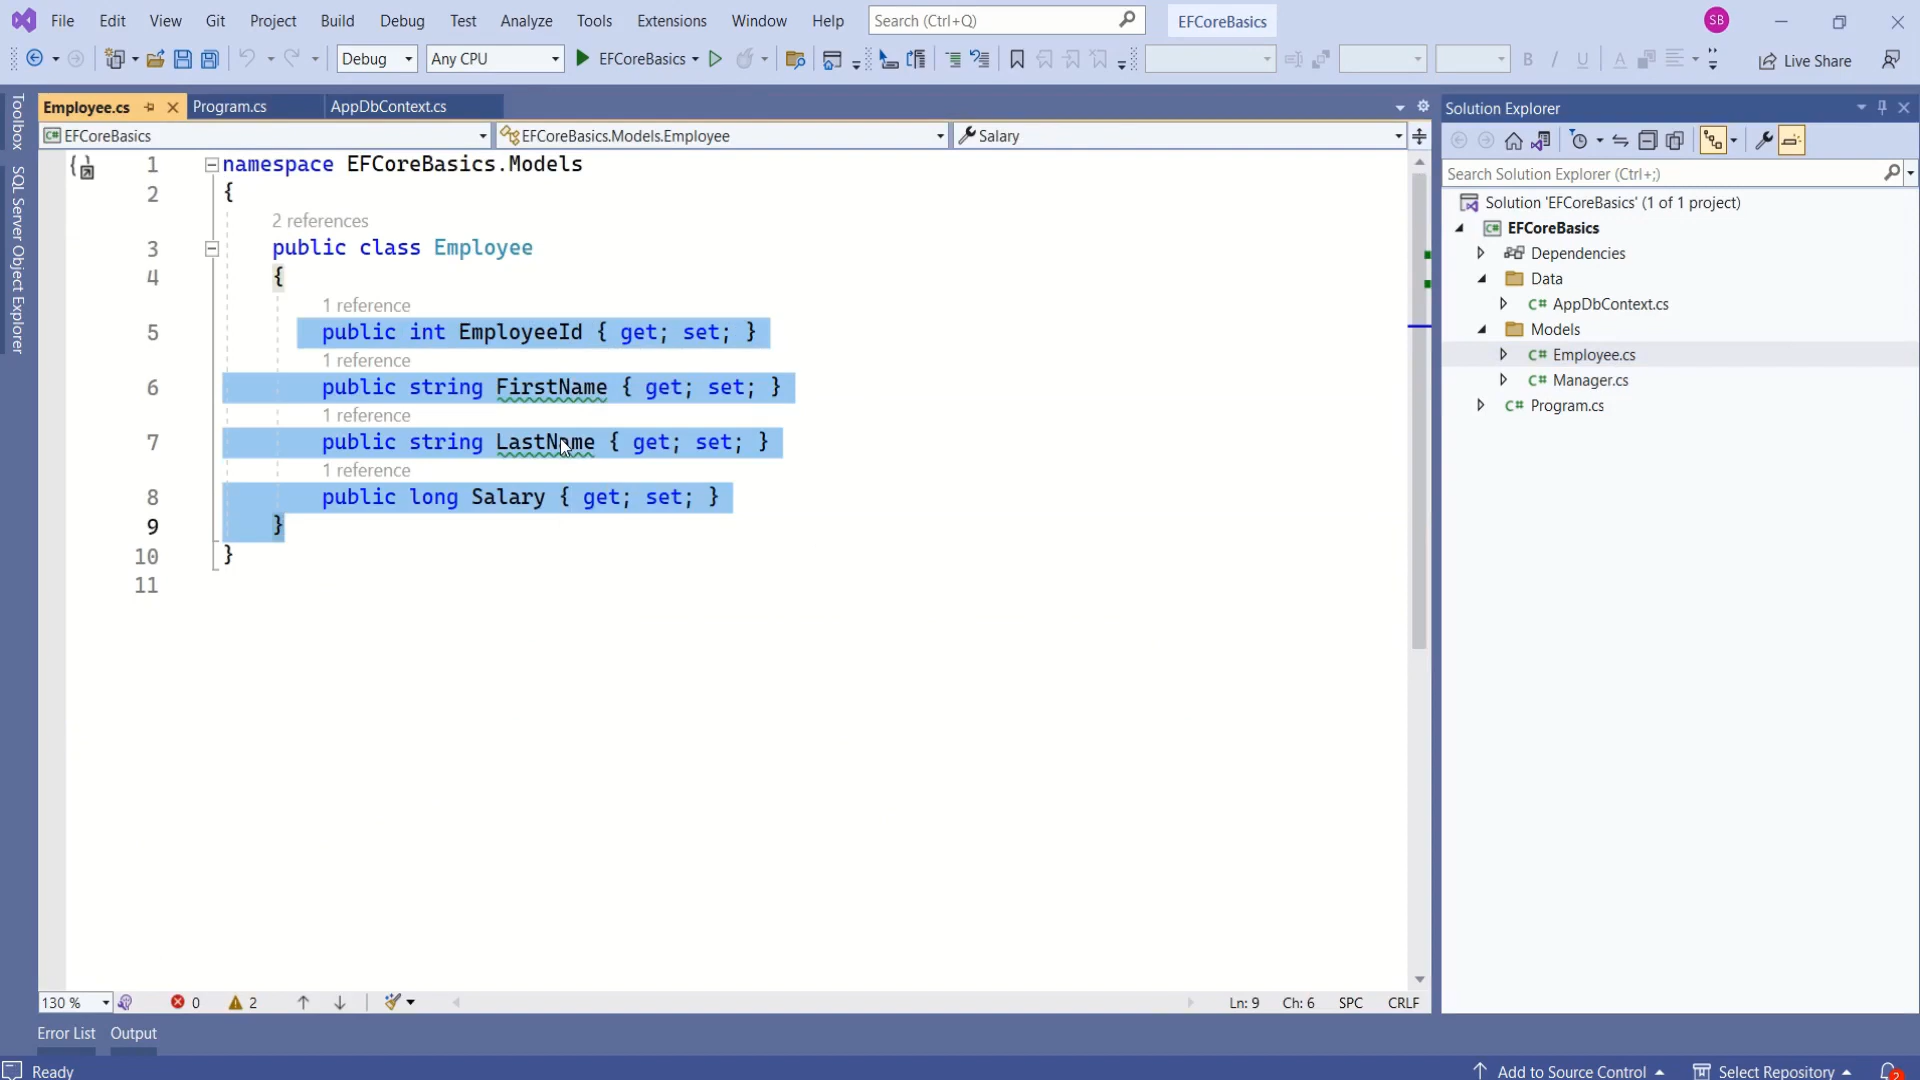 File Edit View Git Project Build Debug Test Analyze Tools Extensions Window Help Search (Ctrl+Q) EFCoreBasics SB
Debug Any CPU EFCoreBasics Live Share
Toolbox
SQL Server Object Explorer
Employee.cs Program.cs AppDbContext.cs
EFCoreBasics EFCoreBasics.Models.Employee Salary
1 namespace EFCoreBasics.Models
2 {
2 references
3 public class Employee
4 {
1 reference
5 public int EmployeeId { get; set; }
1 reference
6 public string FirstName { get; set; }
1 reference
7 public string LastName { get; set; }
1 reference
8 public long Salary { get; set; }
9 }
10 }
11
130 % 0 2 Ln: 9 Ch: 6 SPC CRLF
Error List Output
Solution Explorer
Search Solution Explorer (Ctrl+;)
Solution 'EFCoreBasics' (1 of 1 project)
EFCoreBasics
Dependencies
Data
C# AppDbContext.cs
Models
C# Employee.cs
C# Manager.cs
C# Program.cs
Ready Add to Source Control Select Repository 2